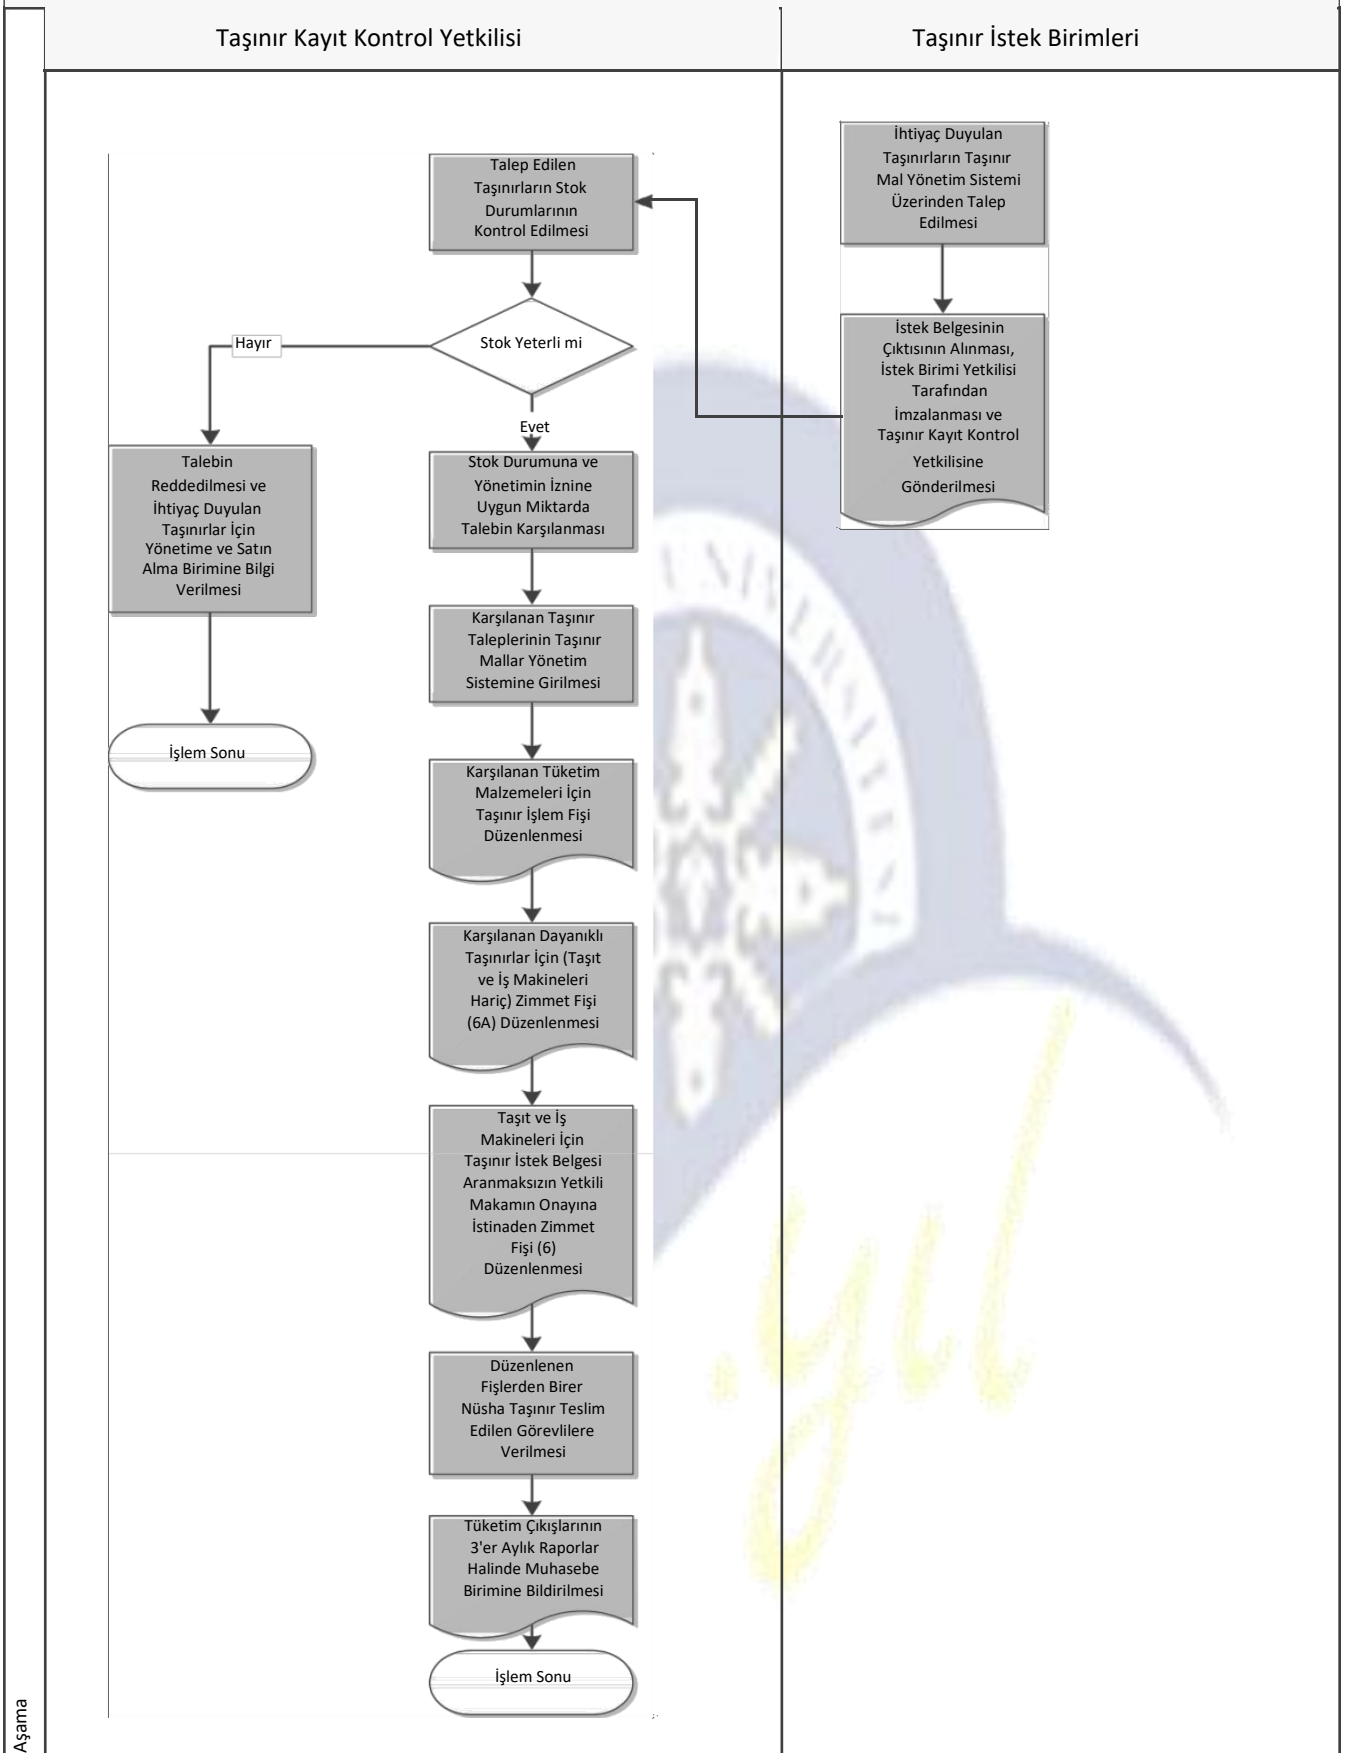 Taşınır Kayıt Kontrol Yetkilisi
Taşınır İstek Birimleri
İhtiyaç Duyulan
Taşınırların Taşınır
Mal Yönetim Sistemi
Üzerinden Talep
Edilmesi
İstek Belgesinin
Çıktısının Alınması,
İstek Birimi Yetkilisi
Tarafından
İmzalanması ve
Taşınır Kayıt Kontrol
Yetkilisine
Gönderilmesi
Talep Edilen
Taşınırların Stok
Durumlarının
Kontrol Edilmesi
Stok Yeterli mi
Hayır
Talebin
Reddedilmesi ve
İhtiyaç Duyulan
Taşınırlar İçin
Yönetime ve Satın
Alma Birimine Bilgi
Verilmesi
İşlem Sonu
Evet
Stok Durumuna ve
Yönetimin İznine
Uygun Miktarda
Talebin Karşılanması
Karşılanan Taşınır
Taleplerinin Taşınır
Mallar Yönetim
Sistemine Girilmesi
Karşılanan Tüketim
Malzemeleri İçin
Taşınır İşlem Fişi
Düzenlenmesi
Karşılanan Dayanıklı
Taşınırlar İçin (Taşıt
ve İş Makineleri
Hariç) Zimmet Fişi
(6A) Düzenlenmesi
Taşıt ve İş
Makineleri İçin
Taşınır İstek Belgesi
Aranmaksızın Yetkili
Makamın Onayına
İstinaden Zimmet
Fişi (6)
Düzenlenmesi
Düzenlenen
Fişlerden Birer
Nüsha Taşınır Teslim
Edilen Görevlilere
Verilmesi
Tüketim Çıkışlarının
3'er Aylık Raporlar
Halinde Muhasebe
Birimine Bildirilmesi
İşlem Sonu
Aşama
.yıl